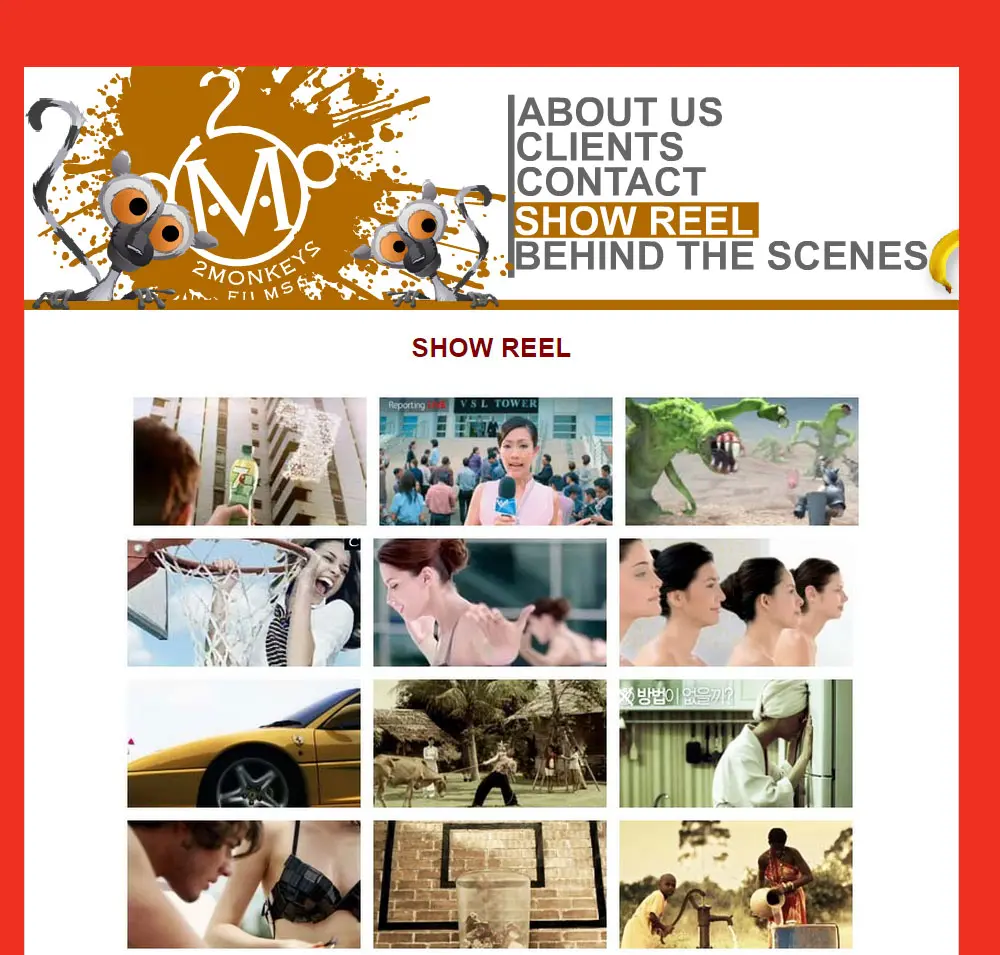 2
M
2MONKEYS
FILMS
ABOUT US
CLIENTS
CONTACT
SHOW REEL
BEHIND THE SCENES
SHOW REEL
Reporting
VSL TOWER
방법이 없을까?